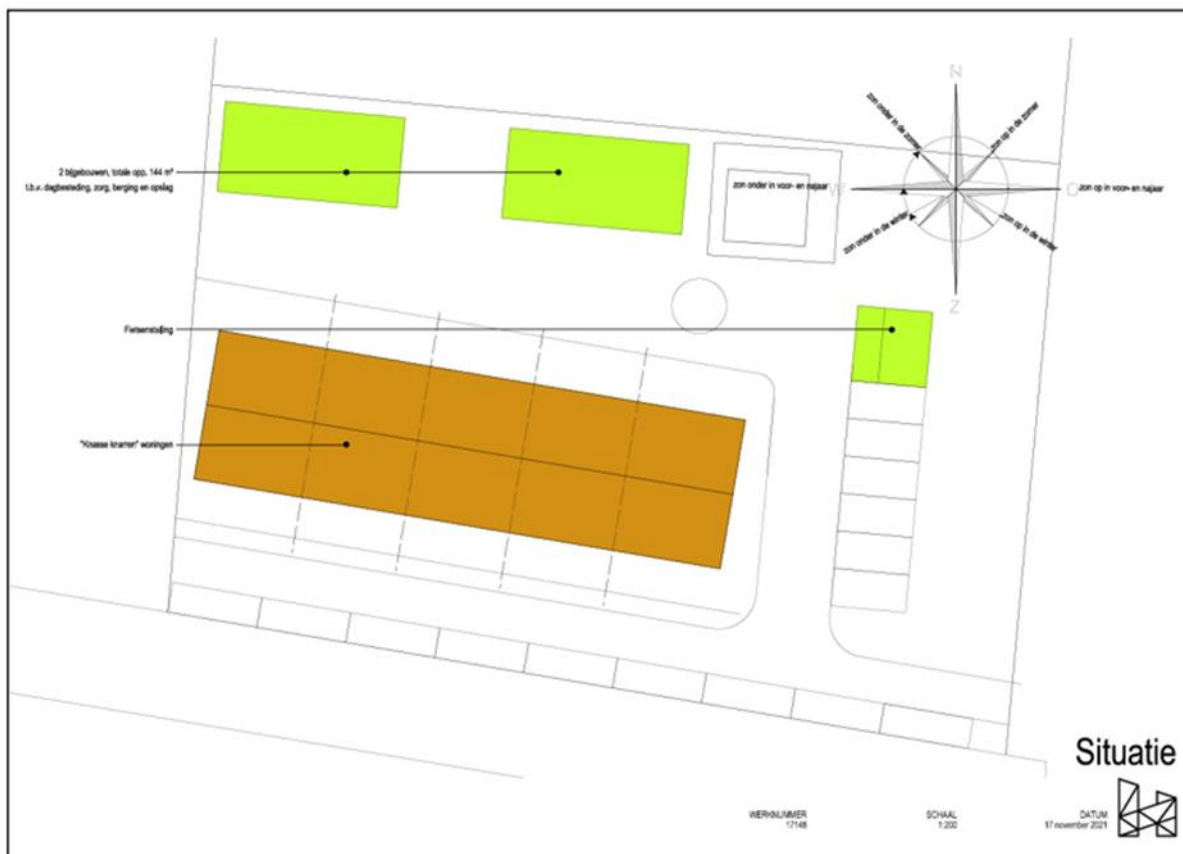 N
zon onder in de zomer
zon op in de zomer
2 bijgebouwen, totale opp. 144 m²
t.b.v. dagbesteding, zorg, berging en opslag
zon onder in voor- en najaar
W
O
zon op in voor- en najaar
zon onder in de winter
zon op in de winter
Z
Fietsenstalling
"Knasse knarren" woningen
Situatie
WERKNUMMER
17148
SCHAAL
1:200
DATUM
17 november 2021